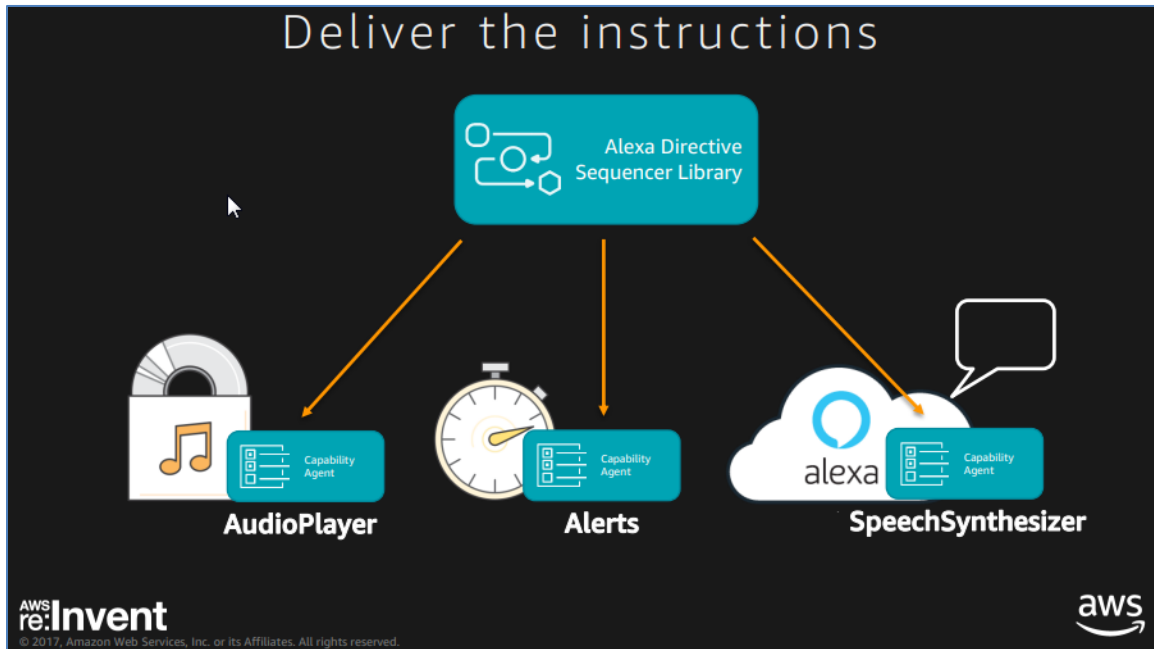 Deliver the instructions
Alexa Directive
Sequencer Library
Capability
Agent
AudioPlayer
Capability
Agent
Alerts
alexa
Capability
Agent
SpeechSynthesizer
AWS
re:Invent
© 2017, Amazon Web Services, Inc. or its Affiliates. All rights reserved.
aws